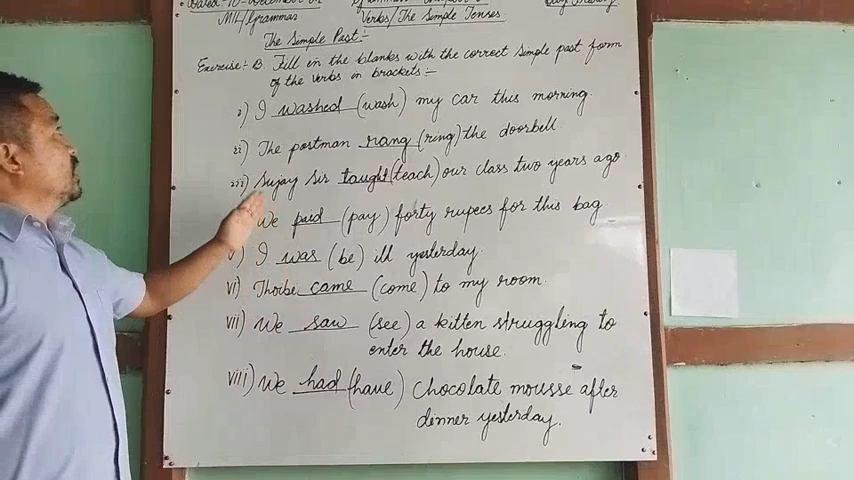 Dated:- 10-December-
MIL/Grammar
Verbs/The Simple Tenses
The Simple Past:-
Exercise:- B Fill in the blanks with the correct simple past form
of the verbs in brackets:-
i) I washed (wash) my car this morning.
ii) The postman rang (ring) the doorbell
iii) Sujay Sir taught (teach) our class two years ago
We paid (pay) forty rupees for this bag.
v) I was (be) ill yesterday.
vi) Thoibe came (come) to my room.
vii) We saw (see) a kitten struggling to
enter the house.
viii) We had (have) Chocolate mousse after
dinner yesterday.